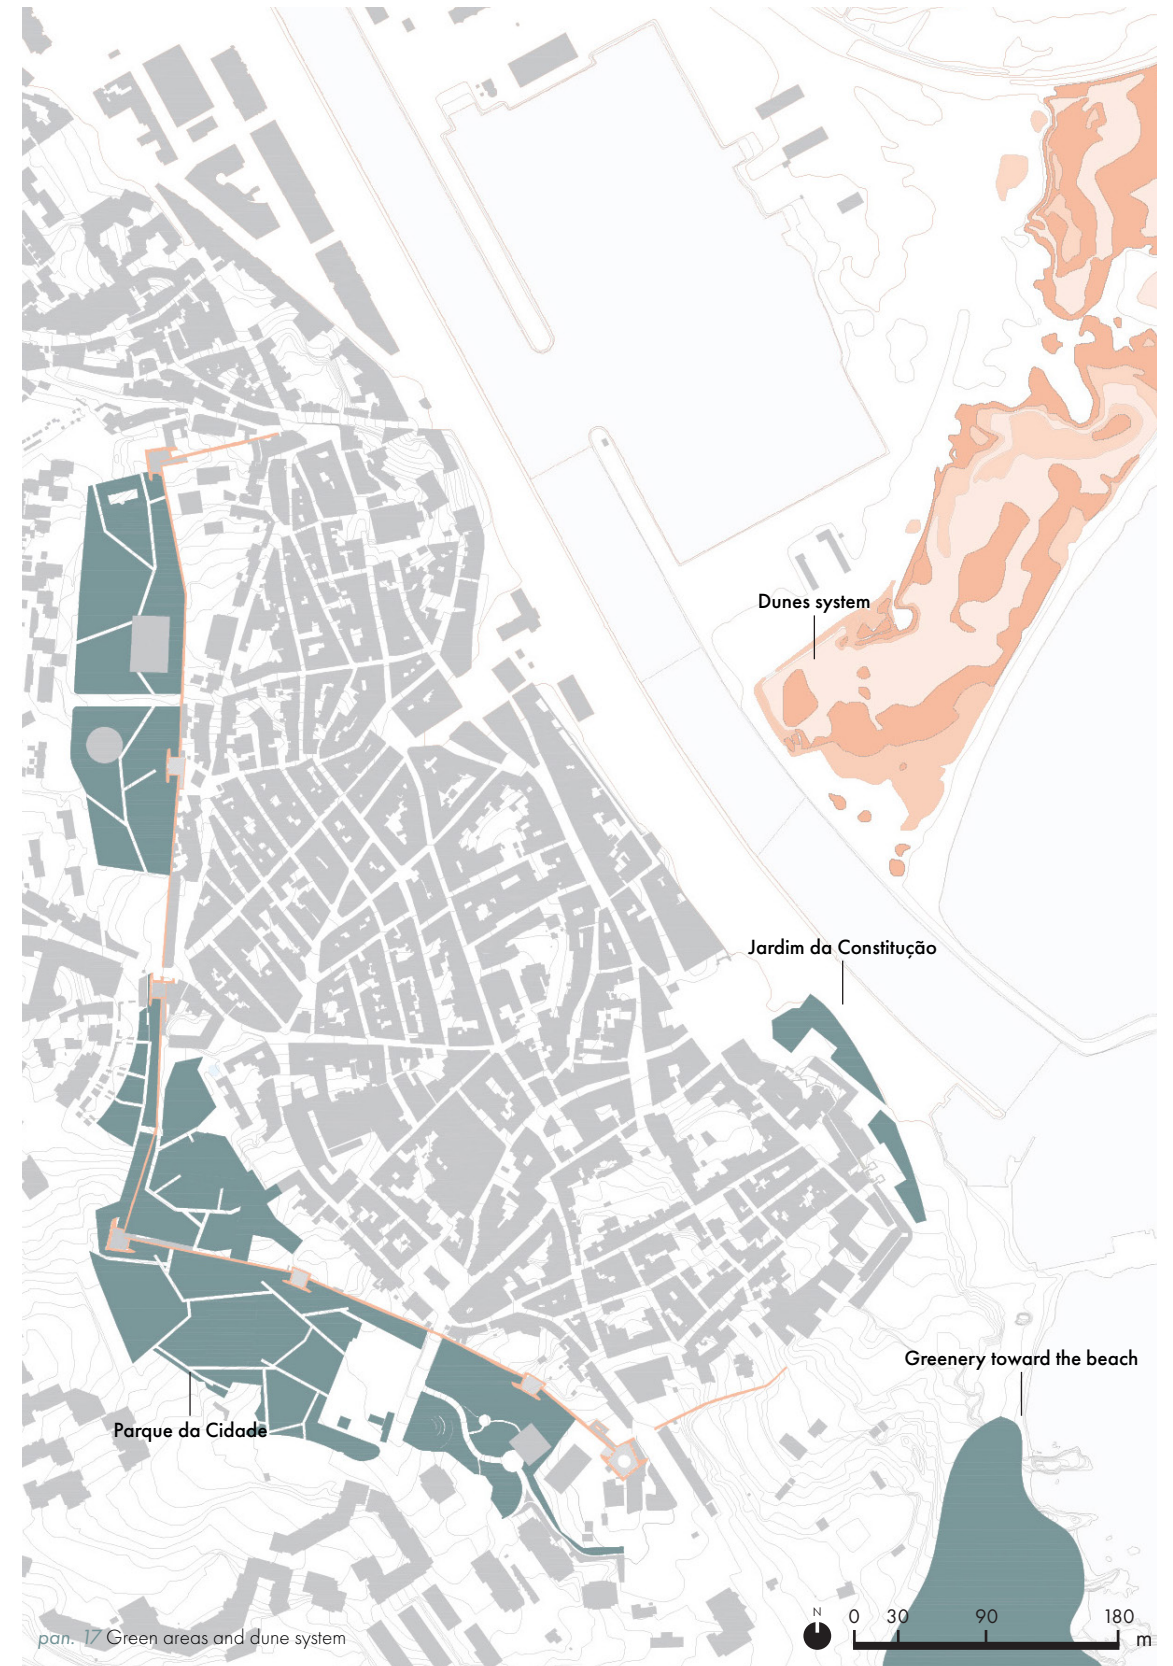 Dunes system
Jardim da Constitução
Greenery toward the beach
Parque da Cidade
pan. 17 Green areas and dune system
N
0 30 90 180
m